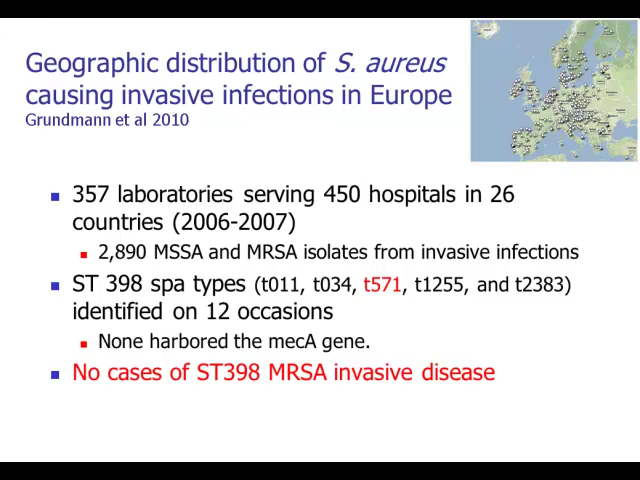 Geographic distribution of S. aureus
causing invasive infections in Europe
Grundmann et al 2010
357 laboratories serving 450 hospitals in 26
countries (2006-2007)
2,890 MSSA and MRSA isolates from invasive infections
ST 398 spa types (t011, t034, t571, t1255, and t2383)
identified on 12 occasions
None harbored the mecA gene.
No cases of ST398 MRSA invasive disease